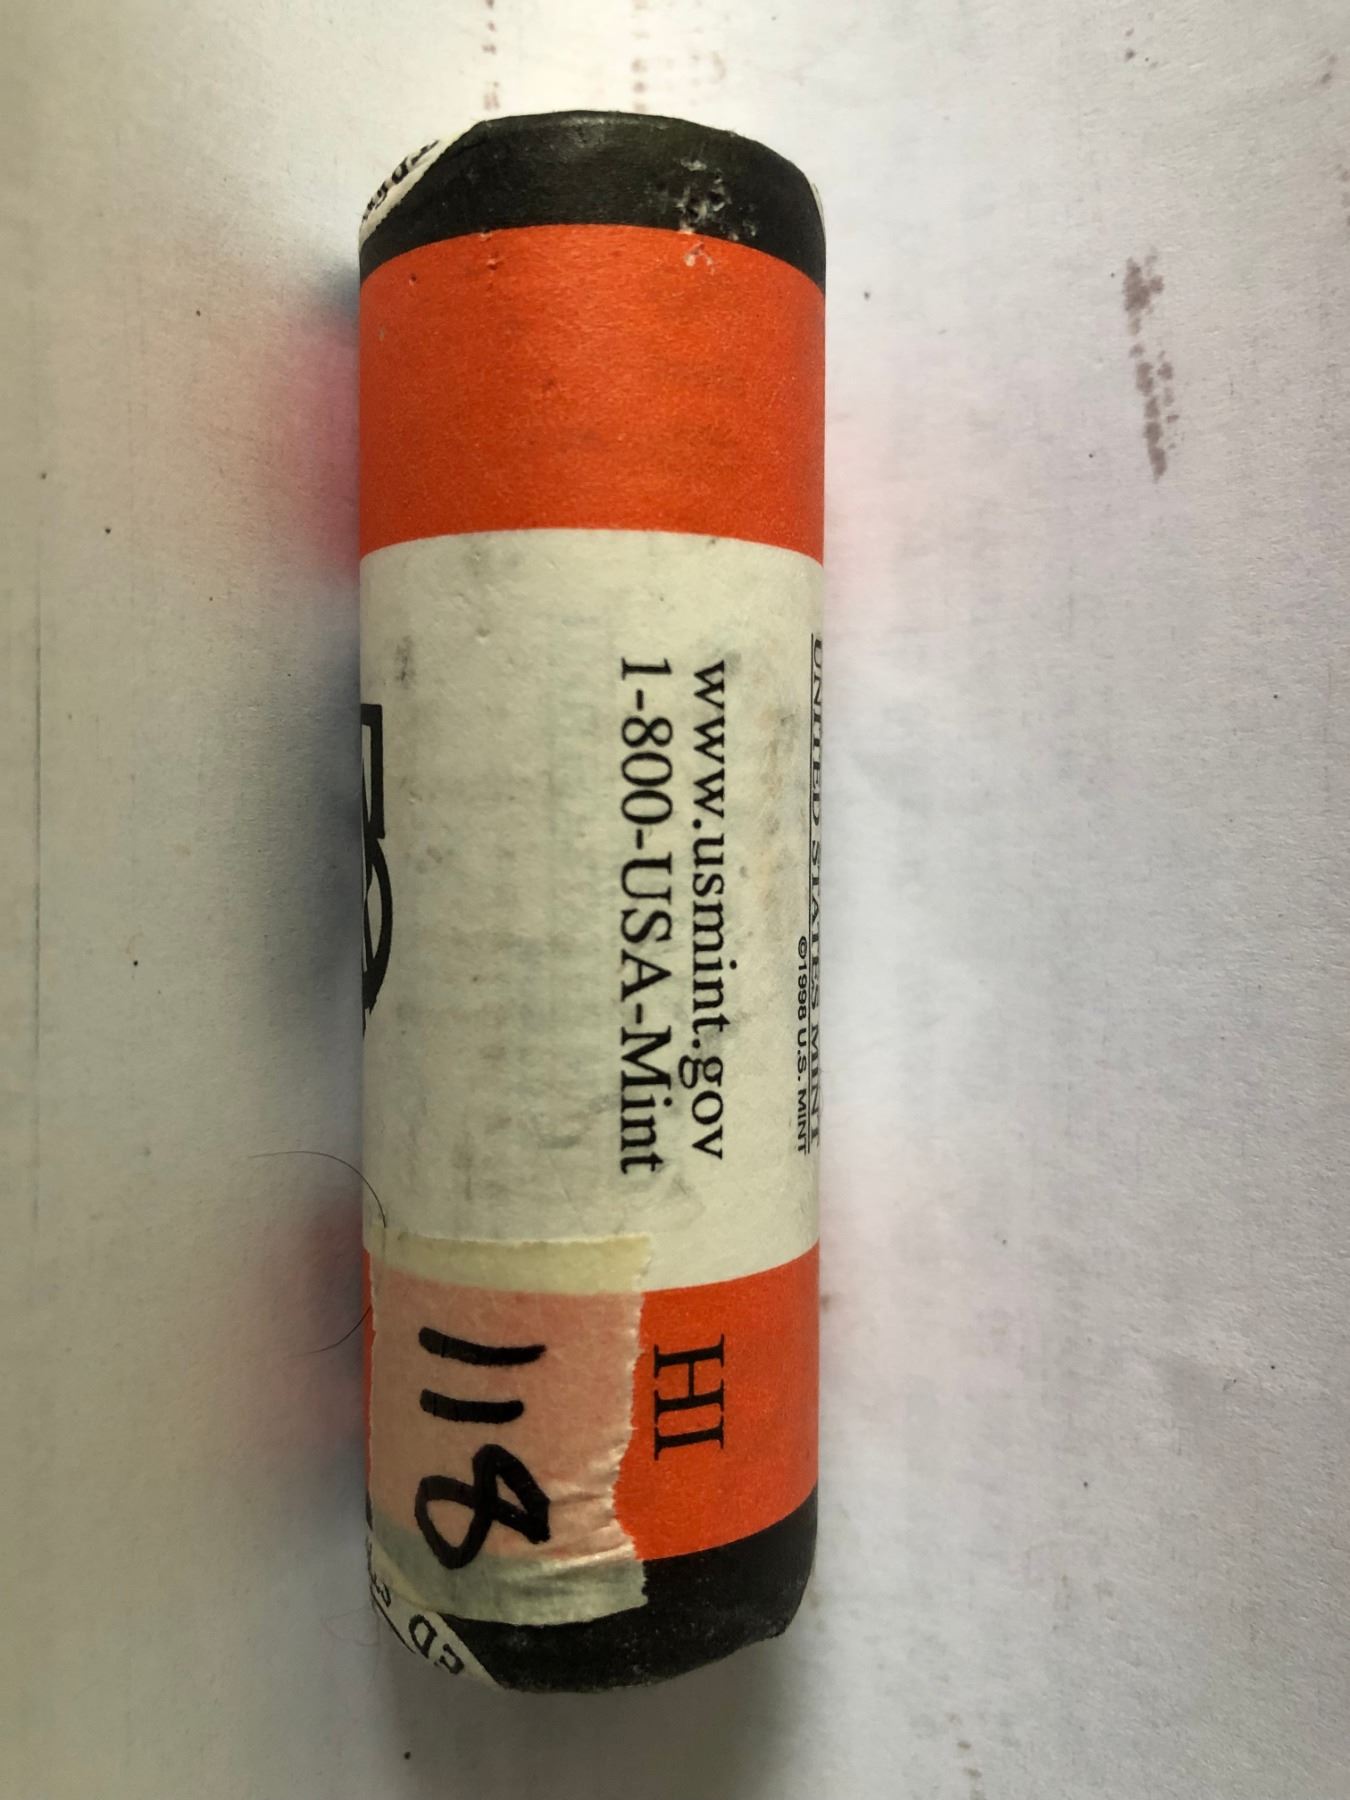 UNITED STATES MINT
©1998 U.S. MINT
www.usmint.gov
1-800-USA-Mint
HI
118